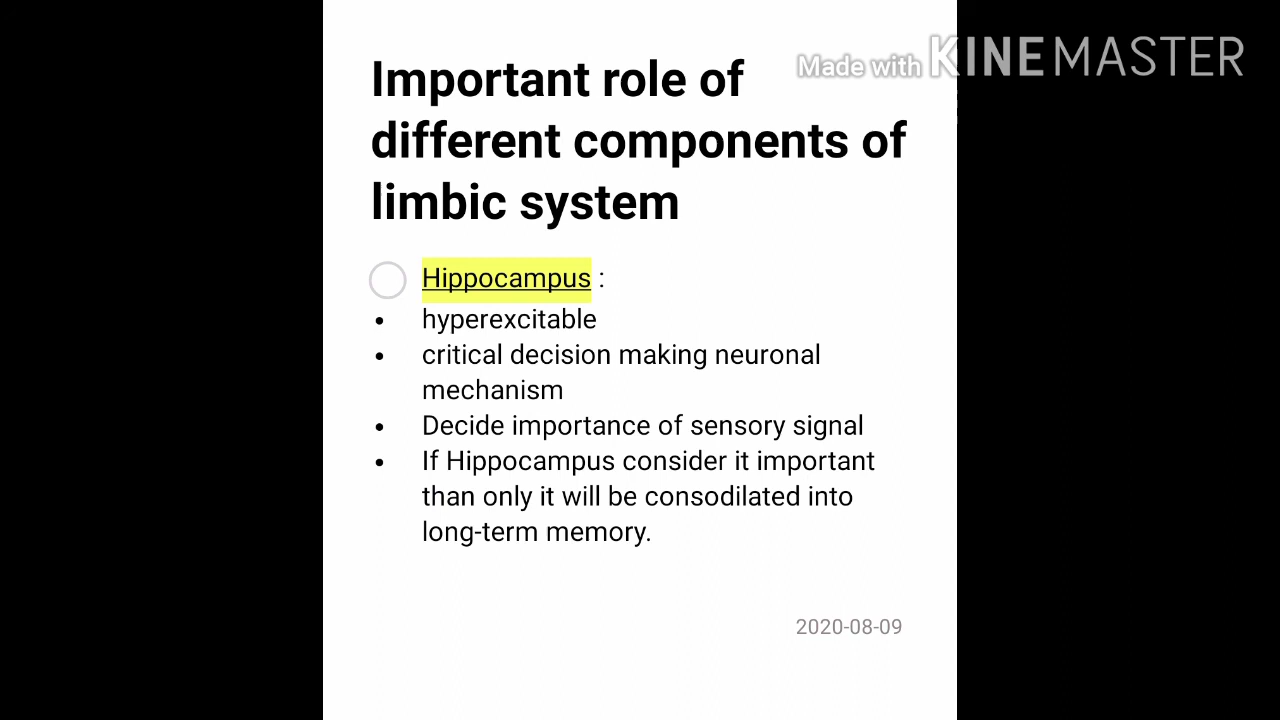 Made with KINEMASTER
Important role of
different components of
limbic system
Hippocampus :
• hyperexcitable
• critical decision making neuronal
mechanism
• Decide importance of sensory signal
• If Hippocampus consider it important
than only it will be consodilated into
long-term memory.
2020-08-09